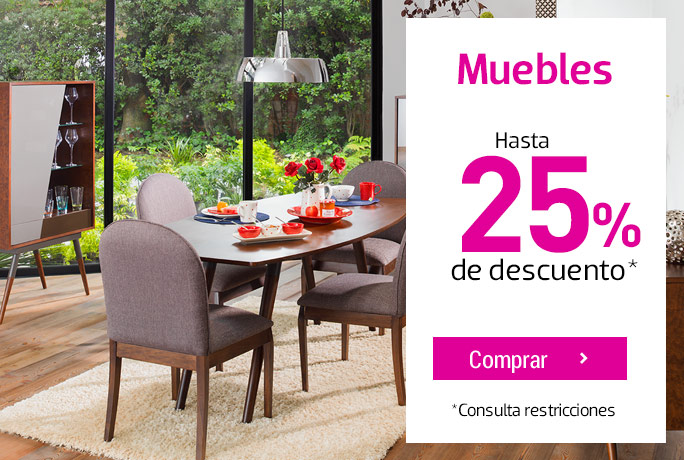 Muebles
Hasta
25%
de descuento*
Comprar >
*Consulta restricciones